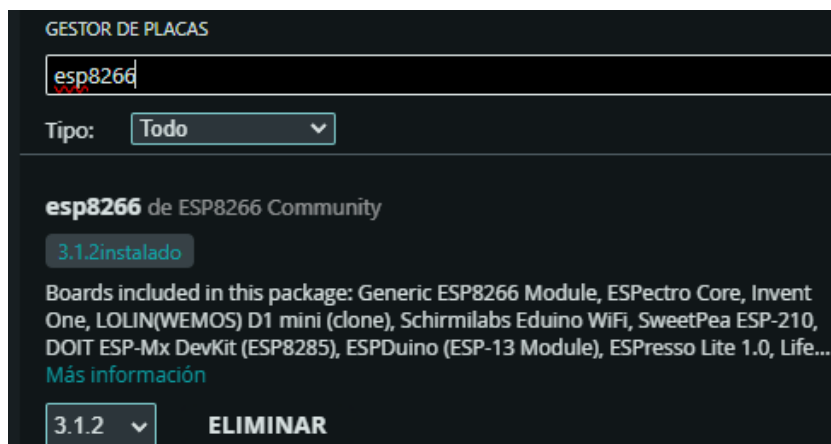 GESTOR DE PLACAS
esp8266
Tipo: Todo
esp8266 de ESP8266 Community
3.1.2instalado
Boards included in this package: Generic ESP8266 Module, ESPectro Core, Invent
One, LOLIN(WEMOS) D1 mini (clone), Schirmilabs Eduino WiFi, SweetPea ESP-210,
DOIT ESP-Mx DevKit (ESP8285), ESPDuino (ESP-13 Module), ESPresso Lite 1.0, Life...
Más información
3.1.2 ELIMINAR